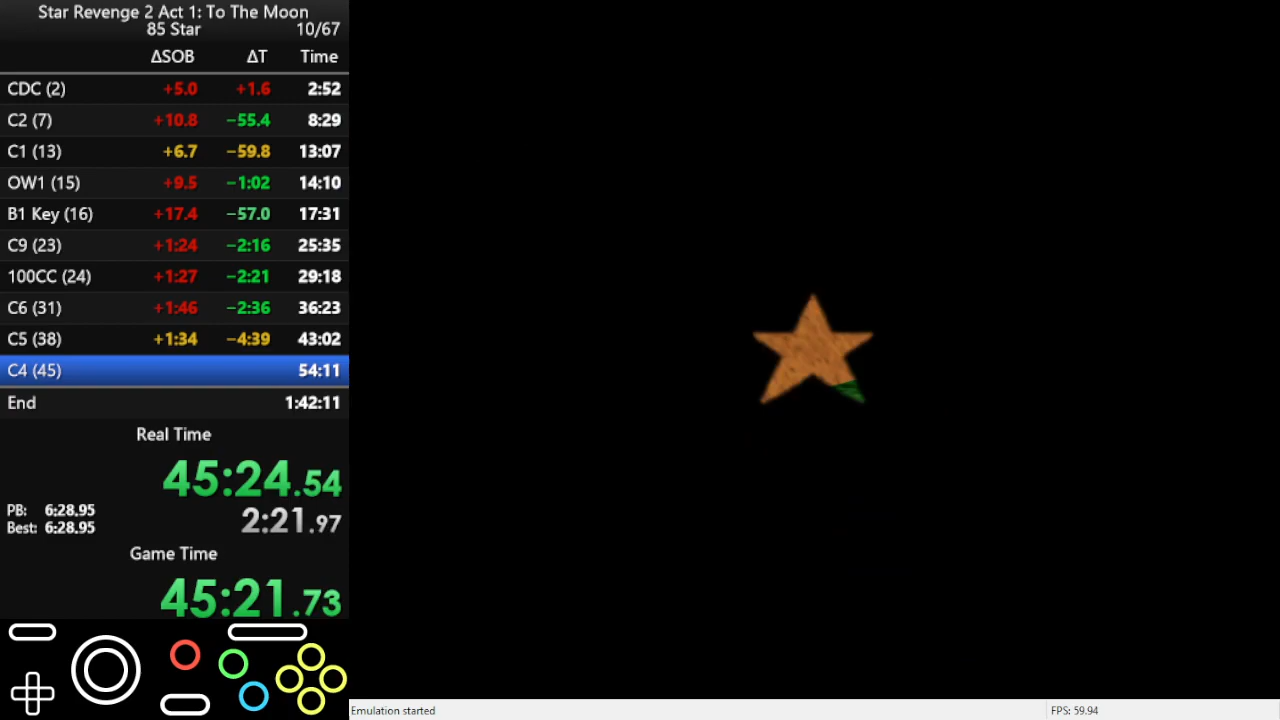 Star Revenge 2 Act 1: To The Moon
85 Star 10/67
ΔSOB ΔT Time
CDC (2) +5.0 +1.6 2:52
C2 (7) +10.8 −55.4 8:29
C1 (13) +6.7 −59.8 13:07
OW1 (15) +9.5 −1:02 14:10
B1 Key (16) +17.4 −57.0 17:31
C9 (23) +1:24 −2:16 25:35
100CC (24) +1:27 −2:21 29:18
C6 (31) +1:46 −2:36 36:23
C5 (38) +1:34 −4:39 43:02
C4 (45) 54:11
End 1:42:11
Real Time
45:24.54
PB: 6:28.95
Best: 6:28.95
2:21.97
Game Time
45:21.73
Emulation started FPS: 59.94